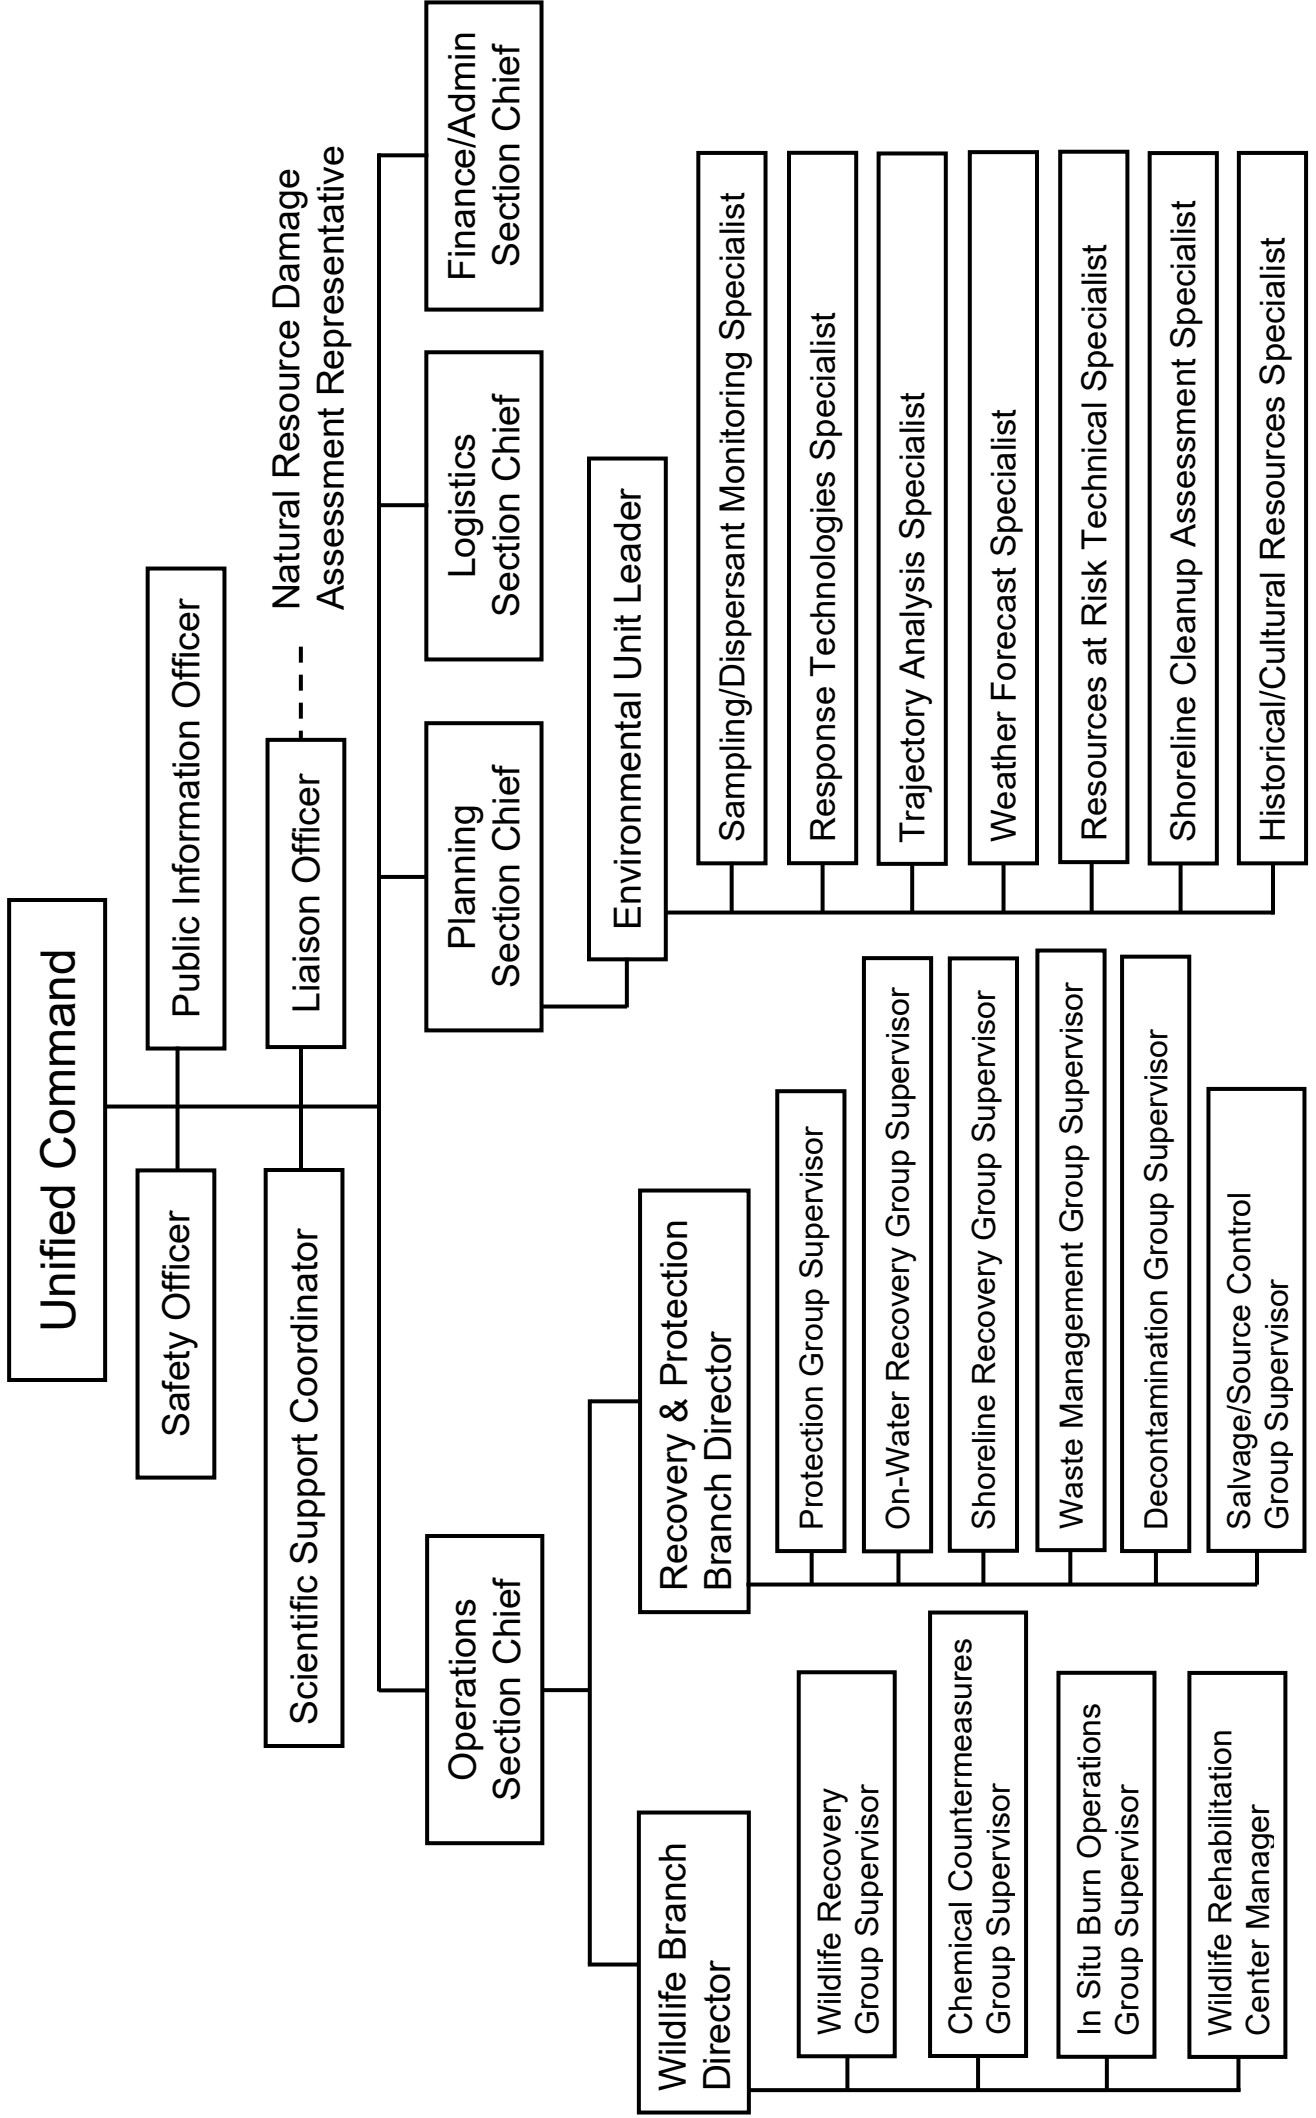 Unified Command
Safety Officer
Public Information Officer
Scientific Support Coordinator
Liaison Officer
Natural Resource Damage
Assessment Representative
Operations
Section Chief
Planning
Section Chief
Logistics
Section Chief
Finance/Admin
Section Chief
Wildlife Branch
Director
Wildlife Recovery
Group Supervisor
Chemical Countermeasures
Group Supervisor
In Situ Burn Operations
Group Supervisor
Wildlife Rehabilitation
Center Manager
Recovery & Protection
Branch Director
Protection Group Supervisor
On-Water Recovery Group Supervisor
Shoreline Recovery Group Supervisor
Waste Management Group Supervisor
Decontamination Group Supervisor
Salvage/Source Control
Group Supervisor
Environmental Unit Leader
Sampling/Dispersant Monitoring Specialist
Response Technologies Specialist
Trajectory Analysis Specialist
Weather Forecast Specialist
Resources at Risk Technical Specialist
Shoreline Cleanup Assessment Specialist
Historical/Cultural Resources Specialist